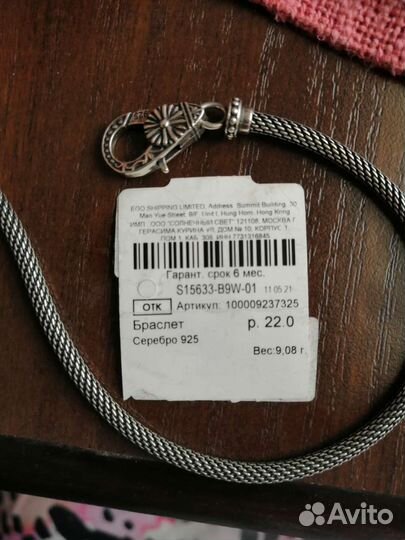 EGO SHIPPING LIMITED, Address: Summit Building, 30
Man Yue Street, 9/F, Unit I, Hung Hom, Hong Kong
ИМП.: ООО "СОЛНЕЧНЫЙ СВЕТ" 121108, МОСКВА Г,
ГЕРАСИМА КУРИНА УЛ, ДОМ № 10, КОРПУС 1,
ПОМ 1, КАБ. 308, ИНН 7731316845
Гарант. срок 6 мес.
S15633-B9W-01 11.05.21
ОТК Артикул: 100009237325
Браслет р. 22.0
Серебро 925
Вес:9,08 г.
Avito